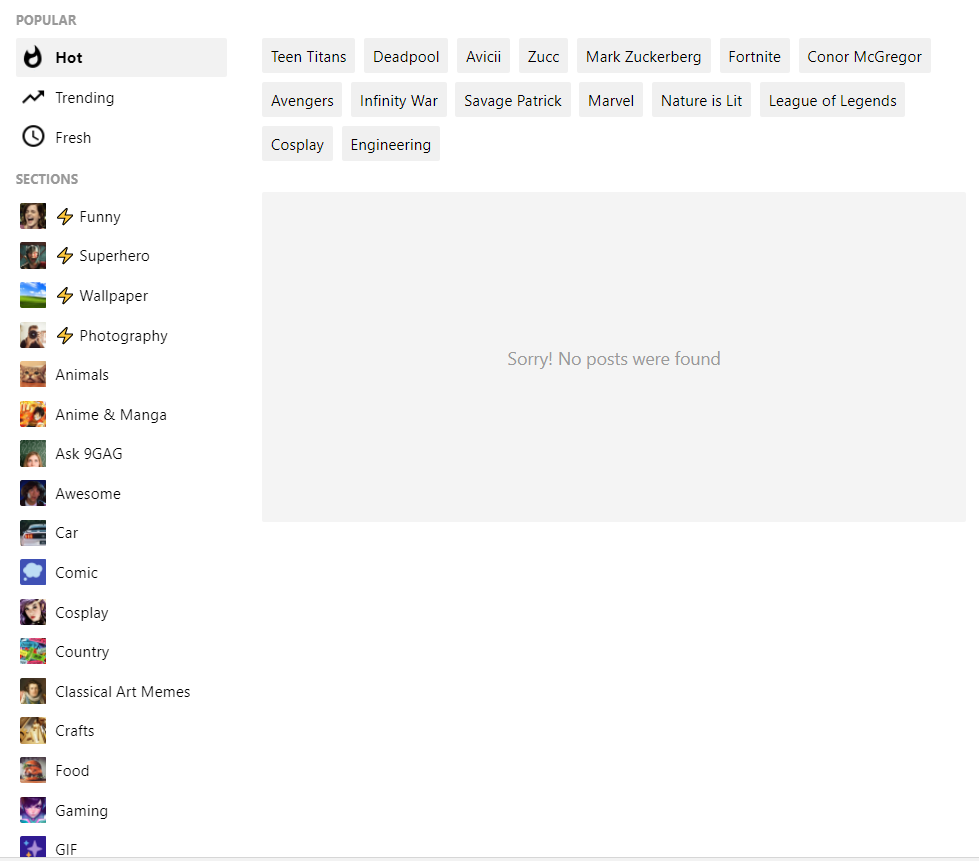 POPULAR
Hot
Trending
Fresh
SECTIONS
Funny
Superhero
Wallpaper
Photography
Animals
Anime & Manga
Ask 9GAG
Awesome
Car
Comic
Cosplay
Country
Classical Art Memes
Crafts
Food
Gaming
GIF
Teen Titans Deadpool Avicii Zucc Mark Zuckerberg Fortnite Conor McGregor
Avengers Infinity War Savage Patrick Marvel Nature is Lit League of Legends
Cosplay Engineering
Sorry! No posts were found